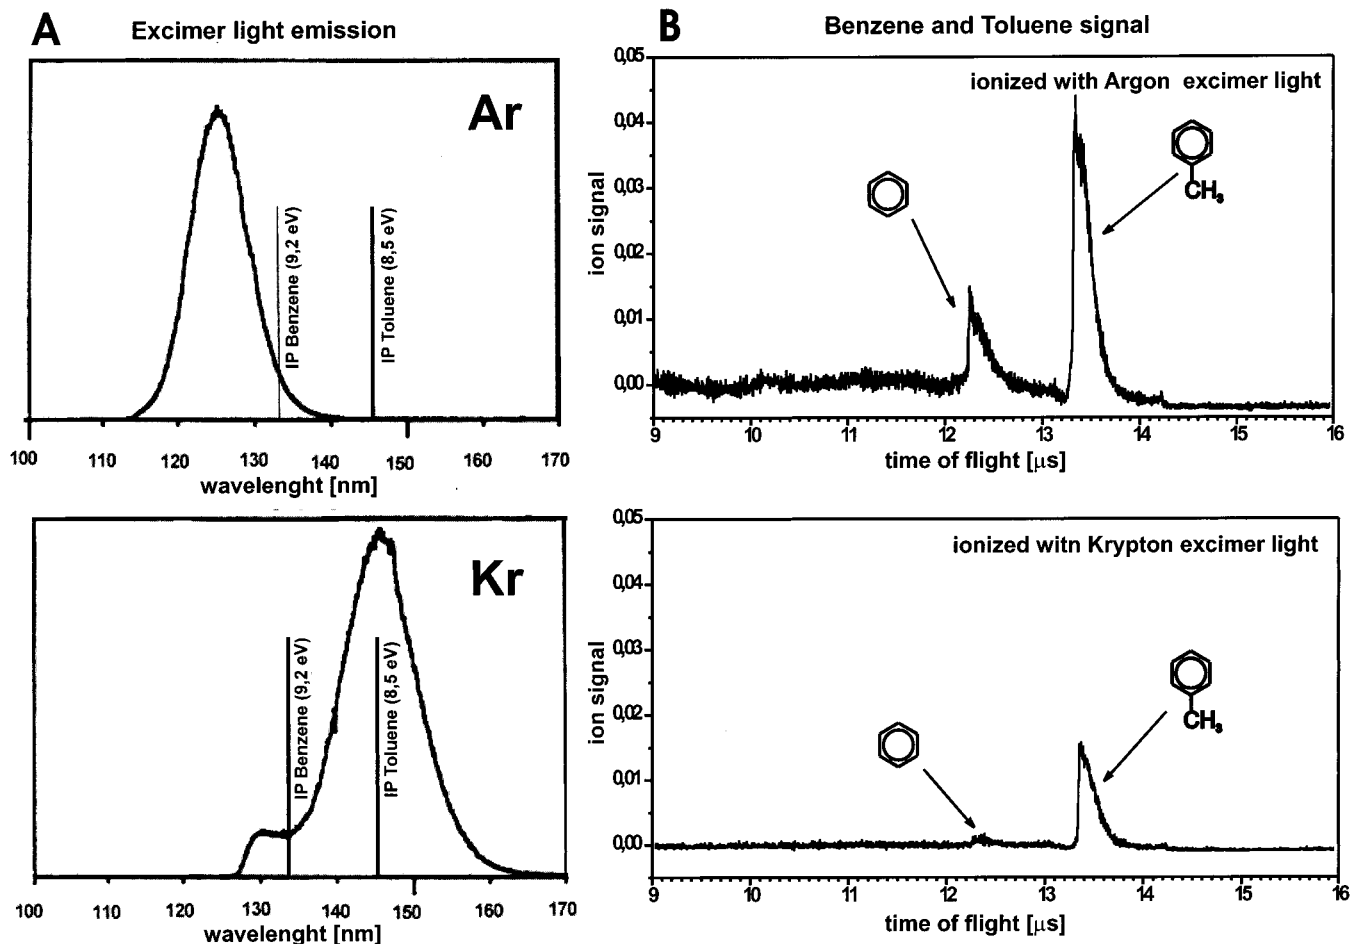 A
Excimer light emission
Ar
IP Benzene (9,2 eV)
IP Toluene (8,5 eV)
100 110 120 130 140 150 160 170
wavelenght [nm]
Kr
IP Benzene (9,2 eV)
IP Toluene (8,5 eV)
100 110 120 130 140 150 160 170
wavelenght [nm]
B
Benzene and Toluene signal
0,05
0,04
0,03
0,02
0,01
0,00
ion signal
ionized with Argon excimer light
CH₃
9 10 11 12 13 14 15 16
time of flight [μs]
0,05
0,04
0,03
0,02
0,01
0,00
ion signal
ionized witn Krypton excimer light
CH₃
9 10 11 12 13 14 15 16
time of flight [μs]